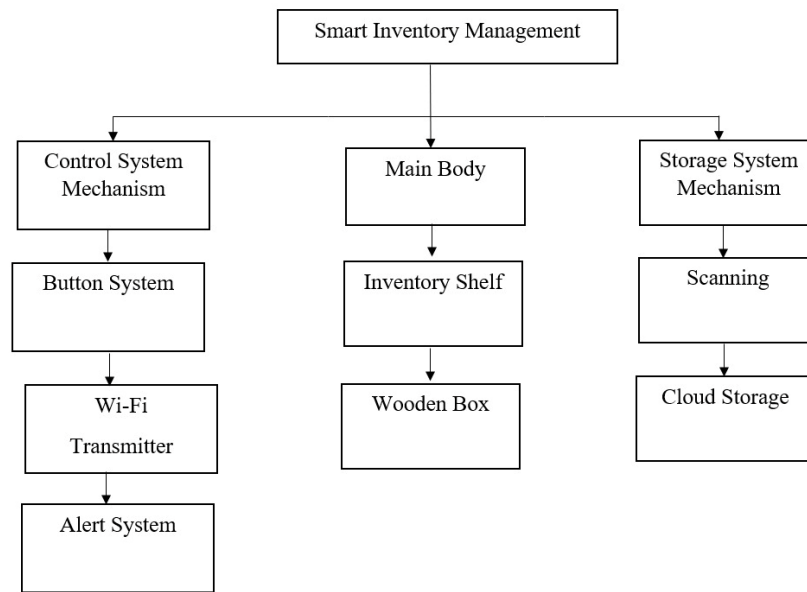 Smart Inventory Management
Control System
Mechanism
Main Body
Storage System
Mechanism
Button System
Inventory Shelf
Scanning
Wi-Fi
Transmitter
Wooden Box
Cloud Storage
Alert System